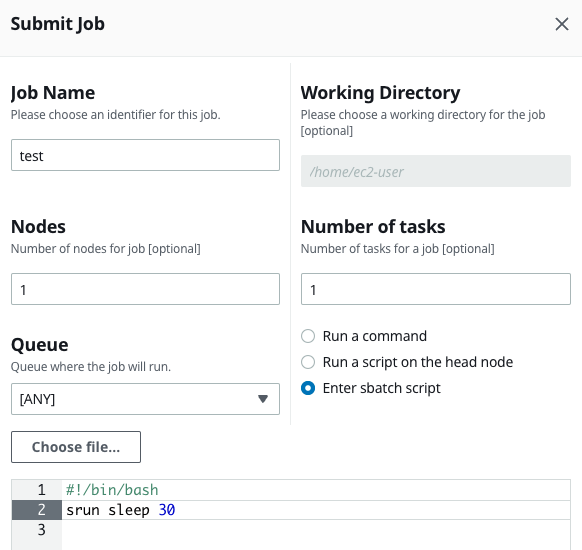 Submit Job
Job Name
Please choose an identifier for this job.
test
Working Directory
Please choose a working directory for the job
[optional]
/home/ec2-user
Nodes
Number of nodes for job [optional]
1
Number of tasks
Number of tasks for a job [optional]
1
Queue
Queue where the job will run.
[ANY]
Run a command
Run a script on the head node
Enter sbatch script
Choose file...
1 #!/bin/bash
2 srun sleep 30
3